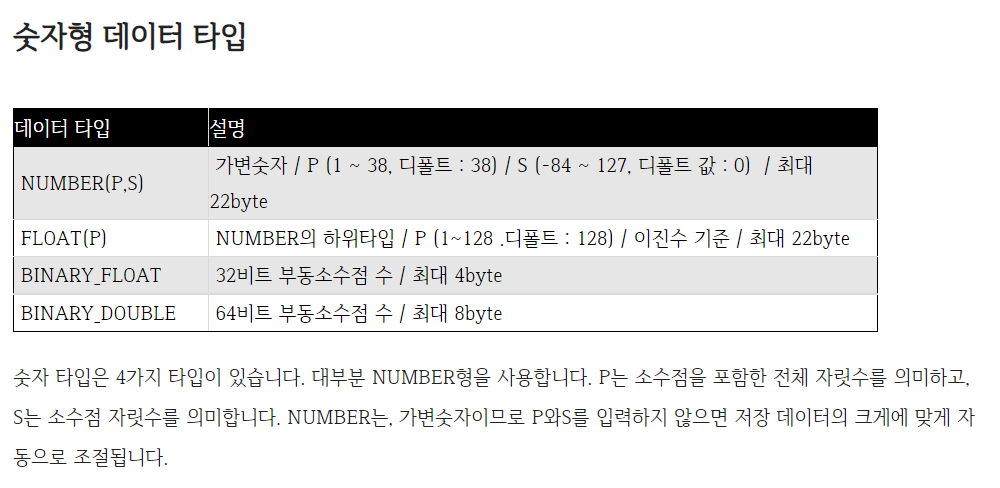 숫자형 데이터 타입
데이터 타입 설명
NUMBER(P,S) 가변숫자 / P (1 ~ 38, 디폴트 : 38) / S (-84 ~ 127, 디폴트 값 : 0) / 최대
22byte
FLOAT(P) NUMBER의 하위타입 / P (1~128 .디폴트 : 128) / 이진수 기준 / 최대 22byte
BINARY_FLOAT 32비트 부동소수점 수 / 최대 4byte
BINARY_DOUBLE 64비트 부동소수점 수 / 최대 8byte
숫자 타입은 4가지 타입이 있습니다. 대부분 NUMBER형을 사용합니다. P는 소수점을 포함한 전체 자릿수를 의미하고,
S는 소수점 자릿수를 의미합니다. NUMBER는, 가변숫자이므로 P와S를 입력하지 않으면 저장 데이터의 크게에 맞게 자
동으로 조절됩니다.